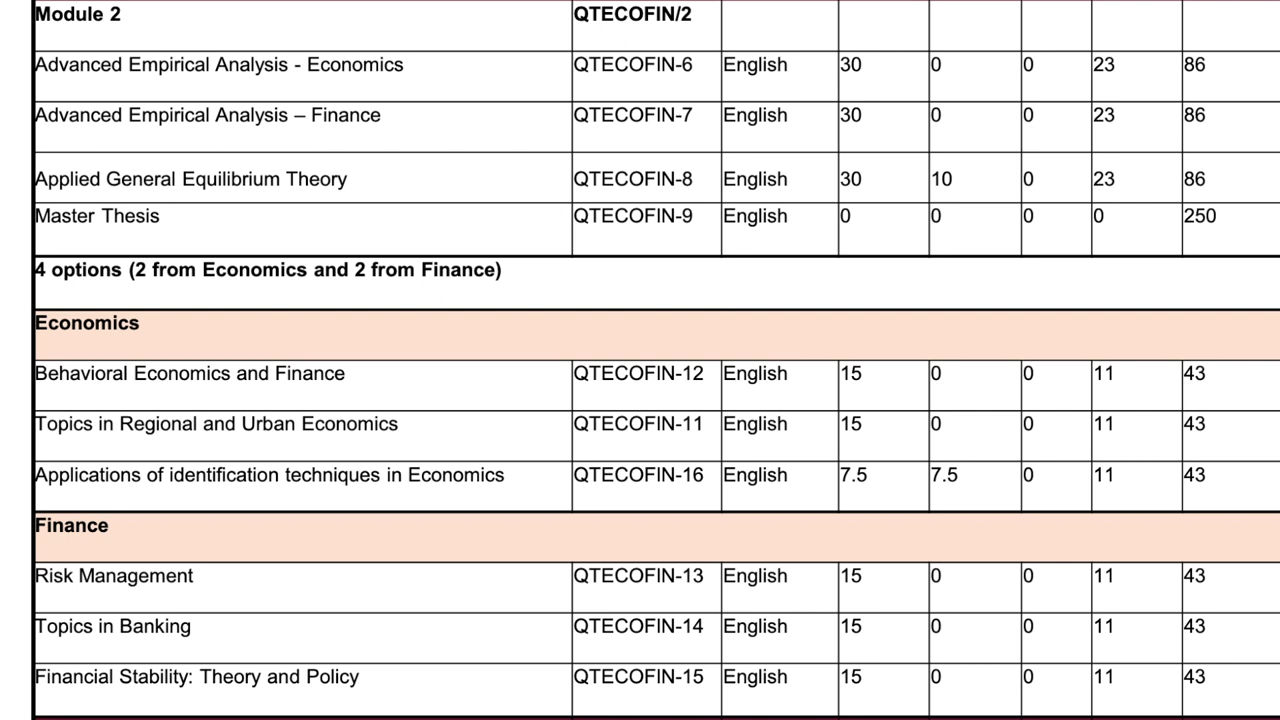 Module 2 QTECOFIN/2
Advanced Empirical Analysis - Economics QTECOFIN-6 English 30 0 0 23 86
Advanced Empirical Analysis – Finance QTECOFIN-7 English 30 0 0 23 86
Applied General Equilibrium Theory QTECOFIN-8 English 30 10 0 23 86
Master Thesis QTECOFIN-9 English 0 0 0 0 250
4 options (2 from Economics and 2 from Finance)
Economics
Behavioral Economics and Finance QTECOFIN-12 English 15 0 0 11 43
Topics in Regional and Urban Economics QTECOFIN-11 English 15 0 0 11 43
Applications of identification techniques in Economics QTECOFIN-16 English 7.5 7.5 0 11 43
Finance
Risk Management QTECOFIN-13 English 15 0 0 11 43
Topics in Banking QTECOFIN-14 English 15 0 0 11 43
Financial Stability: Theory and Policy QTECOFIN-15 English 15 0 0 11 43